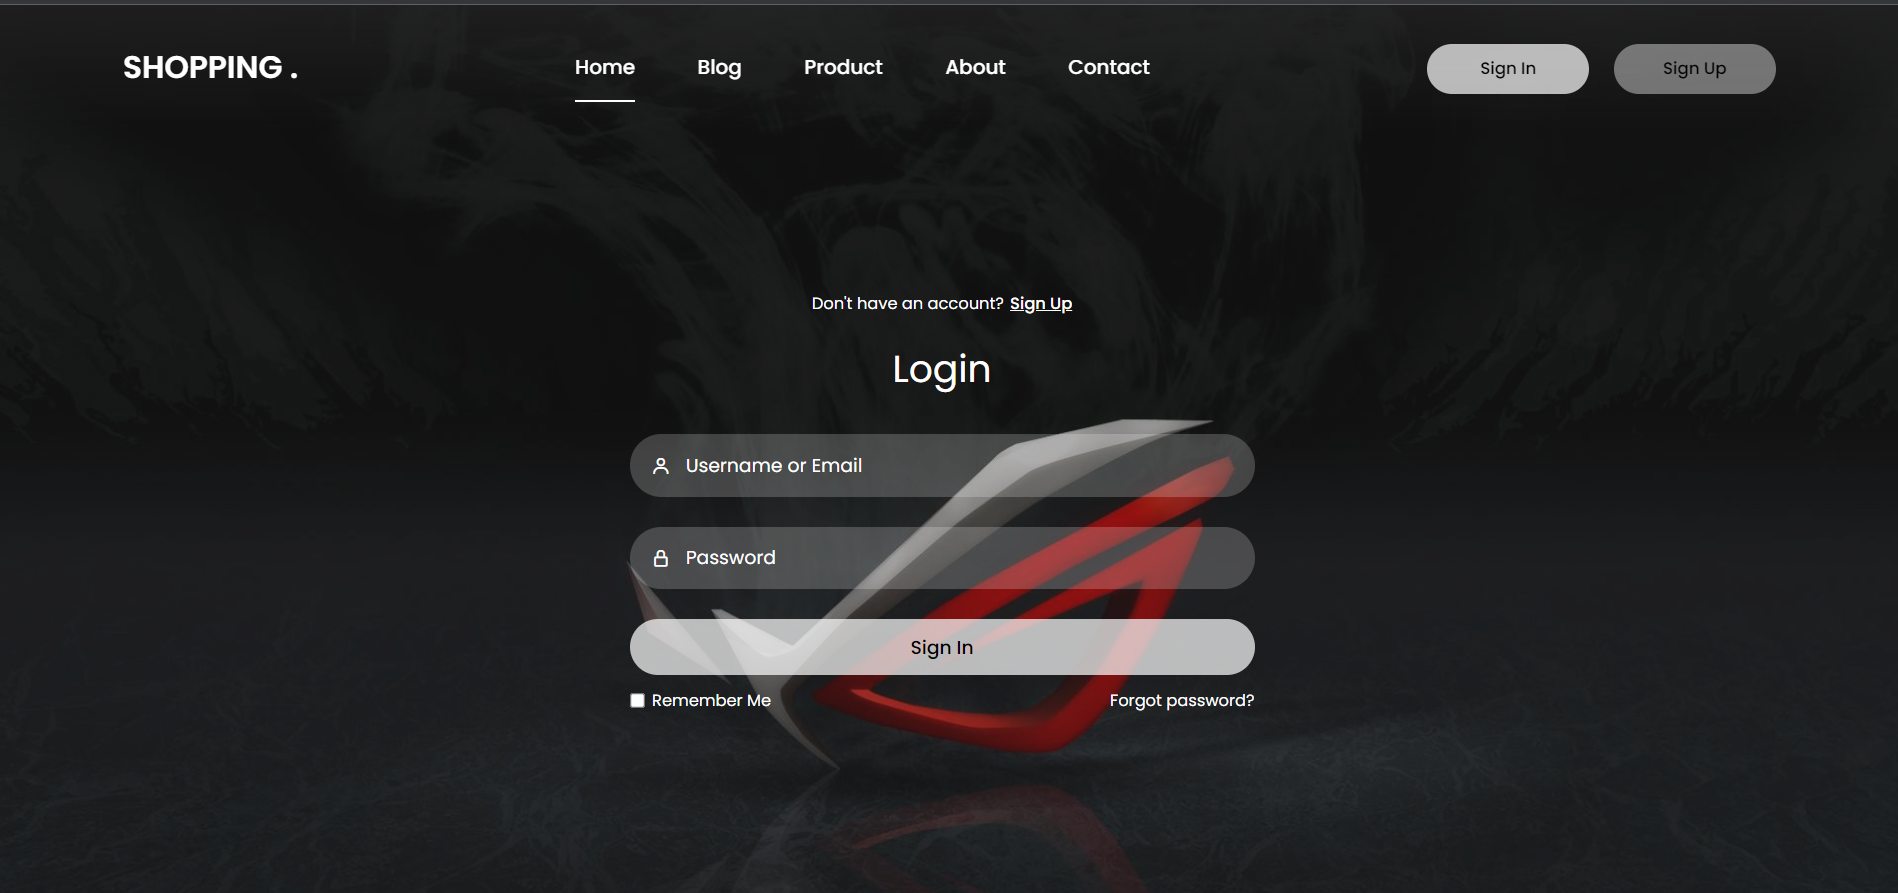 SHOPPING . Home Blog Product About Contact Sign In Sign Up
Don't have an account? Sign Up
Login
Username or Email
Password
Sign In
Remember Me Forgot password?